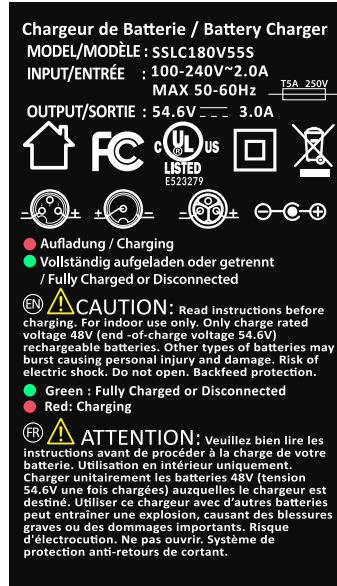 Chargeur de Batterie / Battery Charger
MODEL/MODÈLE : SSLC180V55S
INPUT/ENTRÉE : 100-240V~2.0A
MAX 50-60Hz
T5A 250V
OUTPUT/SORTIE : 54.6V 3.0A
FC
c UL US
LISTED
E523279
- + + - - + - +
Aufladung / Charging
Vollständig aufgeladen oder getrennt
/ Fully Charged or Disconnected
EN CAUTION: Read instructions before
charging. For indoor use only. Only charge rated
voltage 48V (end -of-charge voltage 54.6V)
rechargeable batteries. Other types of batteries may
burst causing personal injury and damage. Risk of
electric shock. Do not open. Backfeed protection.
Green : Fully Charged or Disconnected
Red: Charging
FR ATTENTION: Veuillez bien lire les
instructions avant de procéder à la charge de votre
batterie. Utilisation en intérieur uniquement.
Charger unitairement les batteries 48V (tension
54.6V une fois chargées) auzquelles le chargeur est
destiné. Utiliser ce chargeur avec d'autres batteries
peut entraîner une explosion, causant des blessures
graves ou des dommages importants. Risque
d'électrocution. Ne pas ouvrir. Système de
protection anti-retours de cortant.